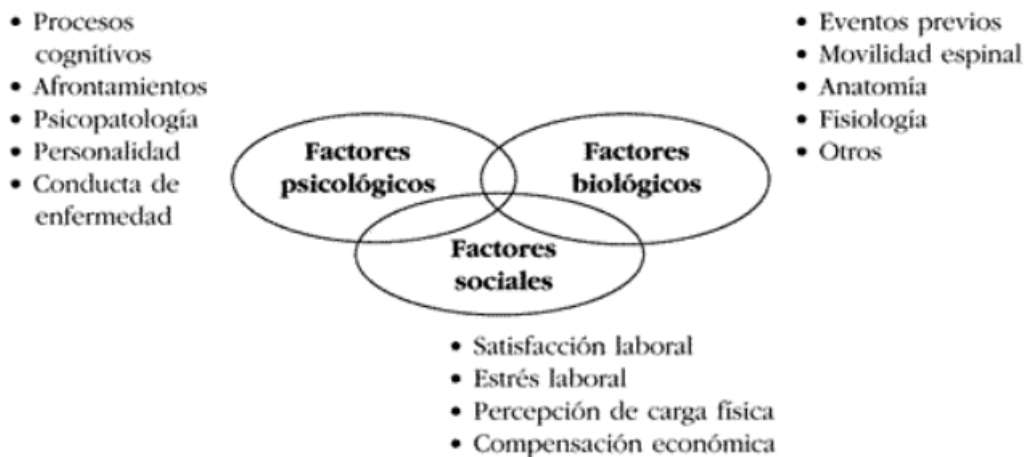 • Procesos
cognitivos
• Afrontamientos
• Psicopatología
• Personalidad
• Conducta de
enfermedad
• Eventos previos
• Movilidad espinal
• Anatomía
• Fisiología
• Otros
Factores
psicológicos
Factores
biológicos
Factores
sociales
• Satisfacción laboral
• Estrés laboral
• Percepción de carga física
• Compensación económica